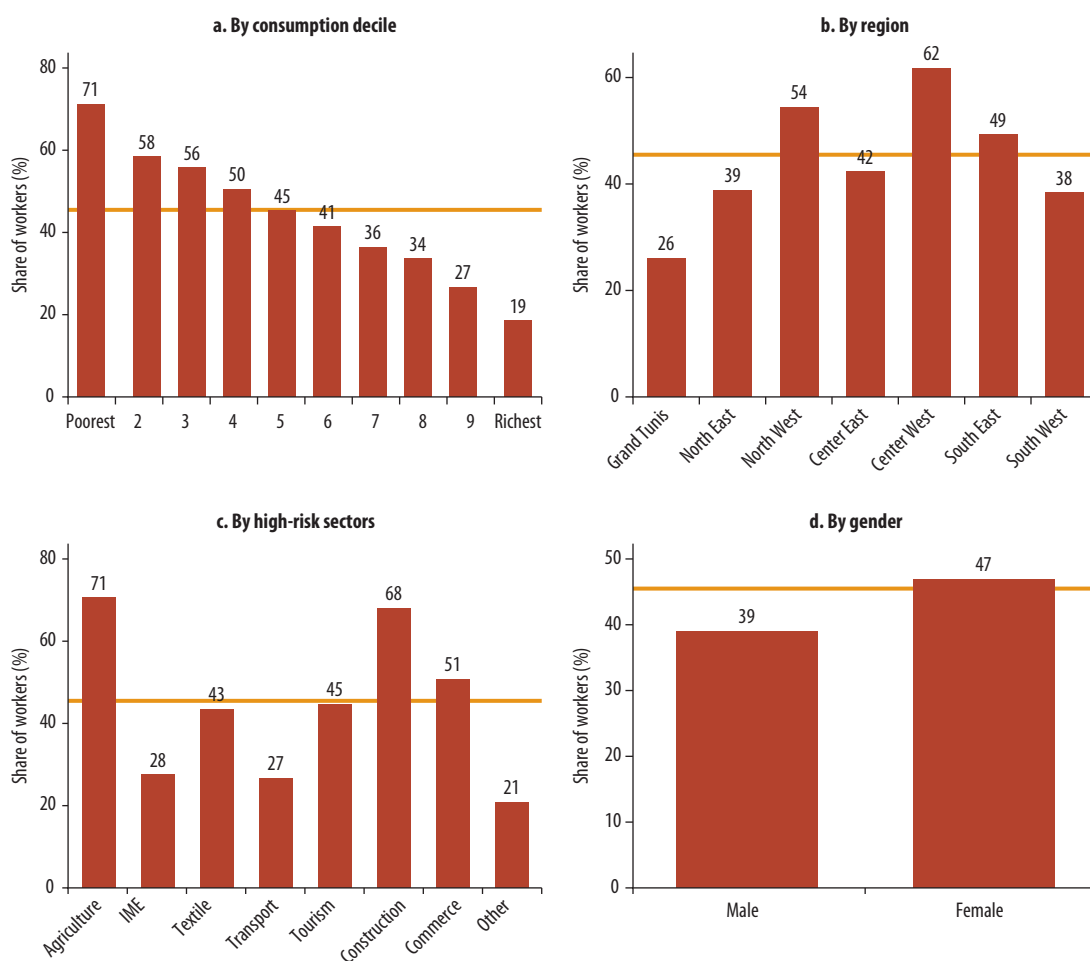 a. By consumption decile
Share of workers (%)
80
60
40
20
0
71
58
56
50
45
41
36
34
27
19
Poorest 2 3 4 5 6 7 8 9 Richest
b. By region
Share of workers (%)
60
40
20
0
26
39
54
42
62
49
38
Grand Tunis
North East
North West
Center East
Center West
South East
South West
c. By high-risk sectors
Share of workers (%)
80
60
40
20
0
71
28
43
27
45
68
51
21
Agriculture
IME
Textile
Transport
Tourism
Construction
Commerce
Other
d. By gender
Share of workers (%)
50
40
30
20
10
0
39
47
Male Female